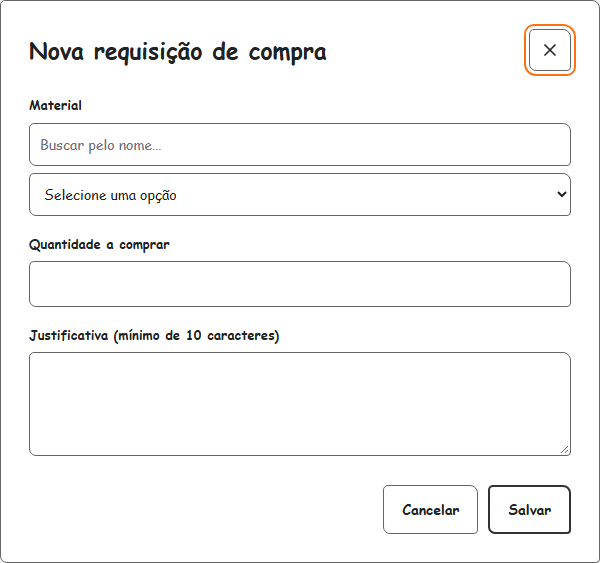 Nova requisição de compra
Material
Buscar pelo nome...
Selecione uma opção
Quantidade a comprar
Justificativa (mínimo de 10 caracteres)
Cancelar
Salvar